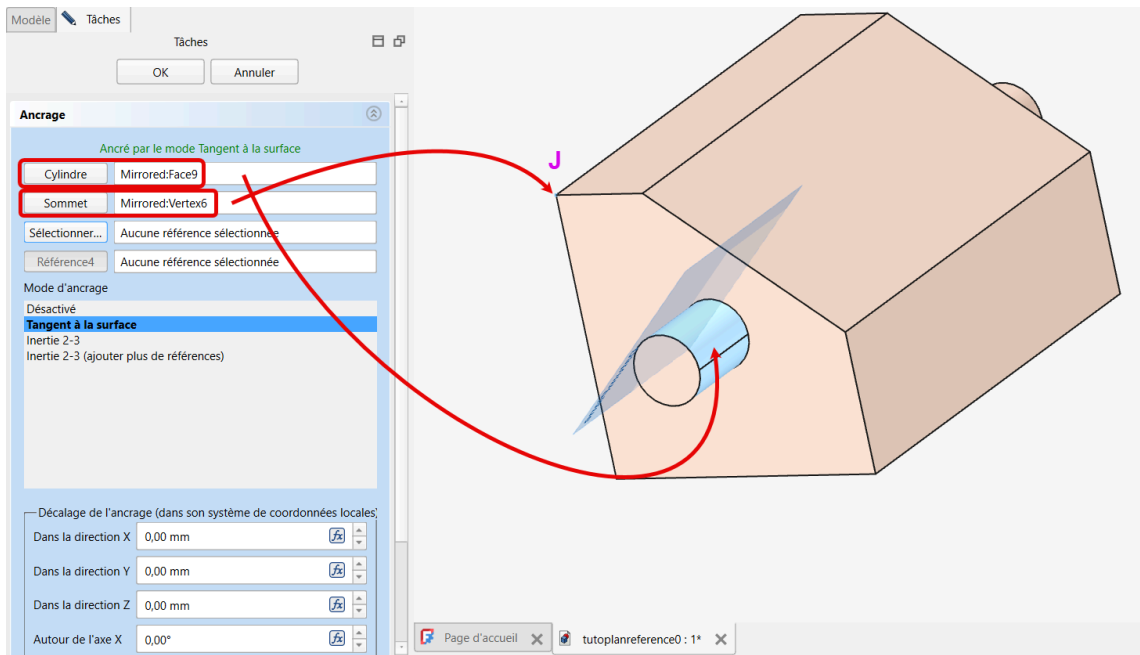 Modèle Tâches
Tâches
OK Annuler
Ancrage
Ancré par le mode Tangent à la surface
Cylindre Mirrored:Face9
Sommet Mirrored:Vertex6
Sélectionner... Aucune référence sélectionnée
Référence4 Aucune référence sélectionnée
Mode d'ancrage
Désactivé
Tangent à la surface
Inertie 2-3
Inertie 2-3 (ajouter plus de références)
Décalage de l'ancrage (dans son système de coordonnées locales)
Dans la direction X 0,00 mm fx
Dans la direction Y 0,00 mm fx
Dans la direction Z 0,00 mm fx
Autour de l'axe X 0,00° fx
J
Page d'accueil tutoplanreference0 : 1*